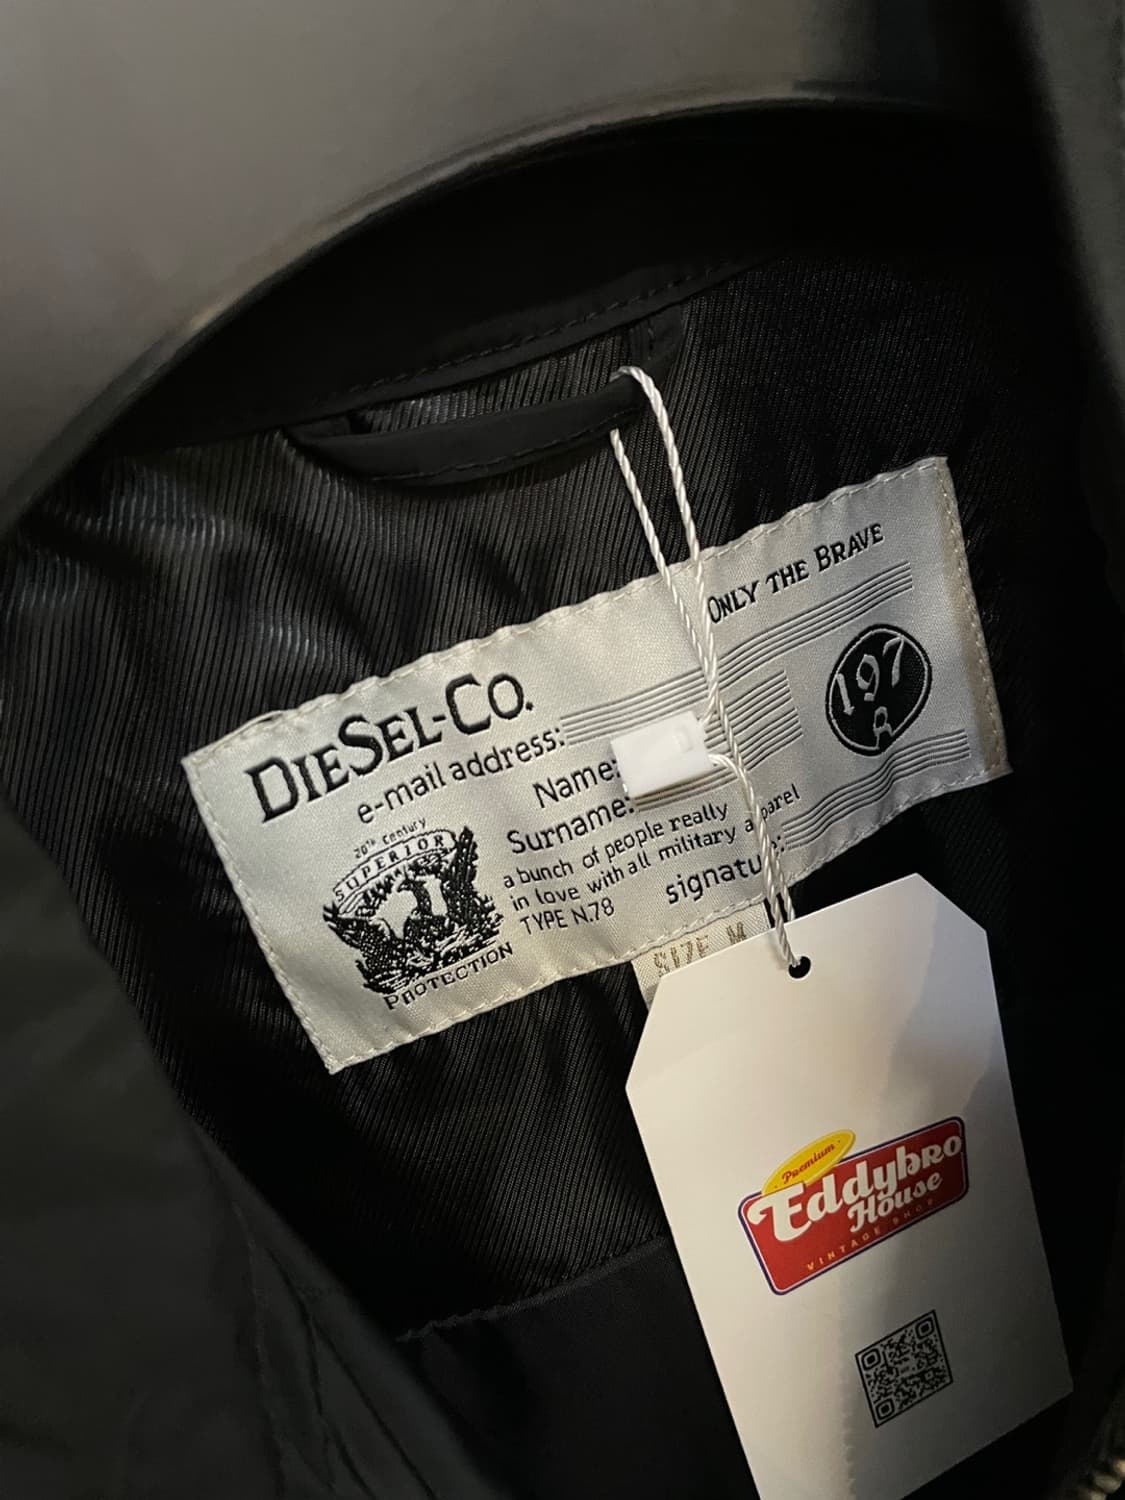 ONLY THE BRAVE
DIESEL-CO.
e-mail address:
Name:
Surname:
197
R
20th Century
SUPERIOR
PROTECTION
a bunch of people really
in love with all military apparel
TYPE N.78
signature:
SIZE M
Premium
Eddybro
House
VINTAGE SHOP